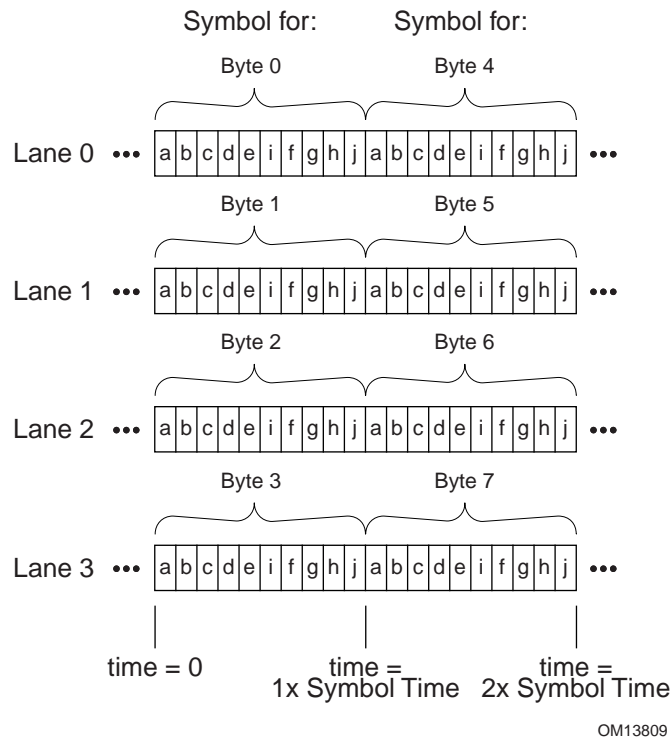 Symbol for: Symbol for:
Byte 0 Byte 4
Lane 0 ••• a b c d e i f g h j a b c d e i f g h j •••
Byte 1 Byte 5
Lane 1 ••• a b c d e i f g h j a b c d e i f g h j •••
Byte 2 Byte 6
Lane 2 ••• a b c d e i f g h j a b c d e i f g h j •••
Byte 3 Byte 7
Lane 3 ••• a b c d e i f g h j a b c d e i f g h j •••
time = 0 time = time =
1x Symbol Time 2x Symbol Time
OM13809